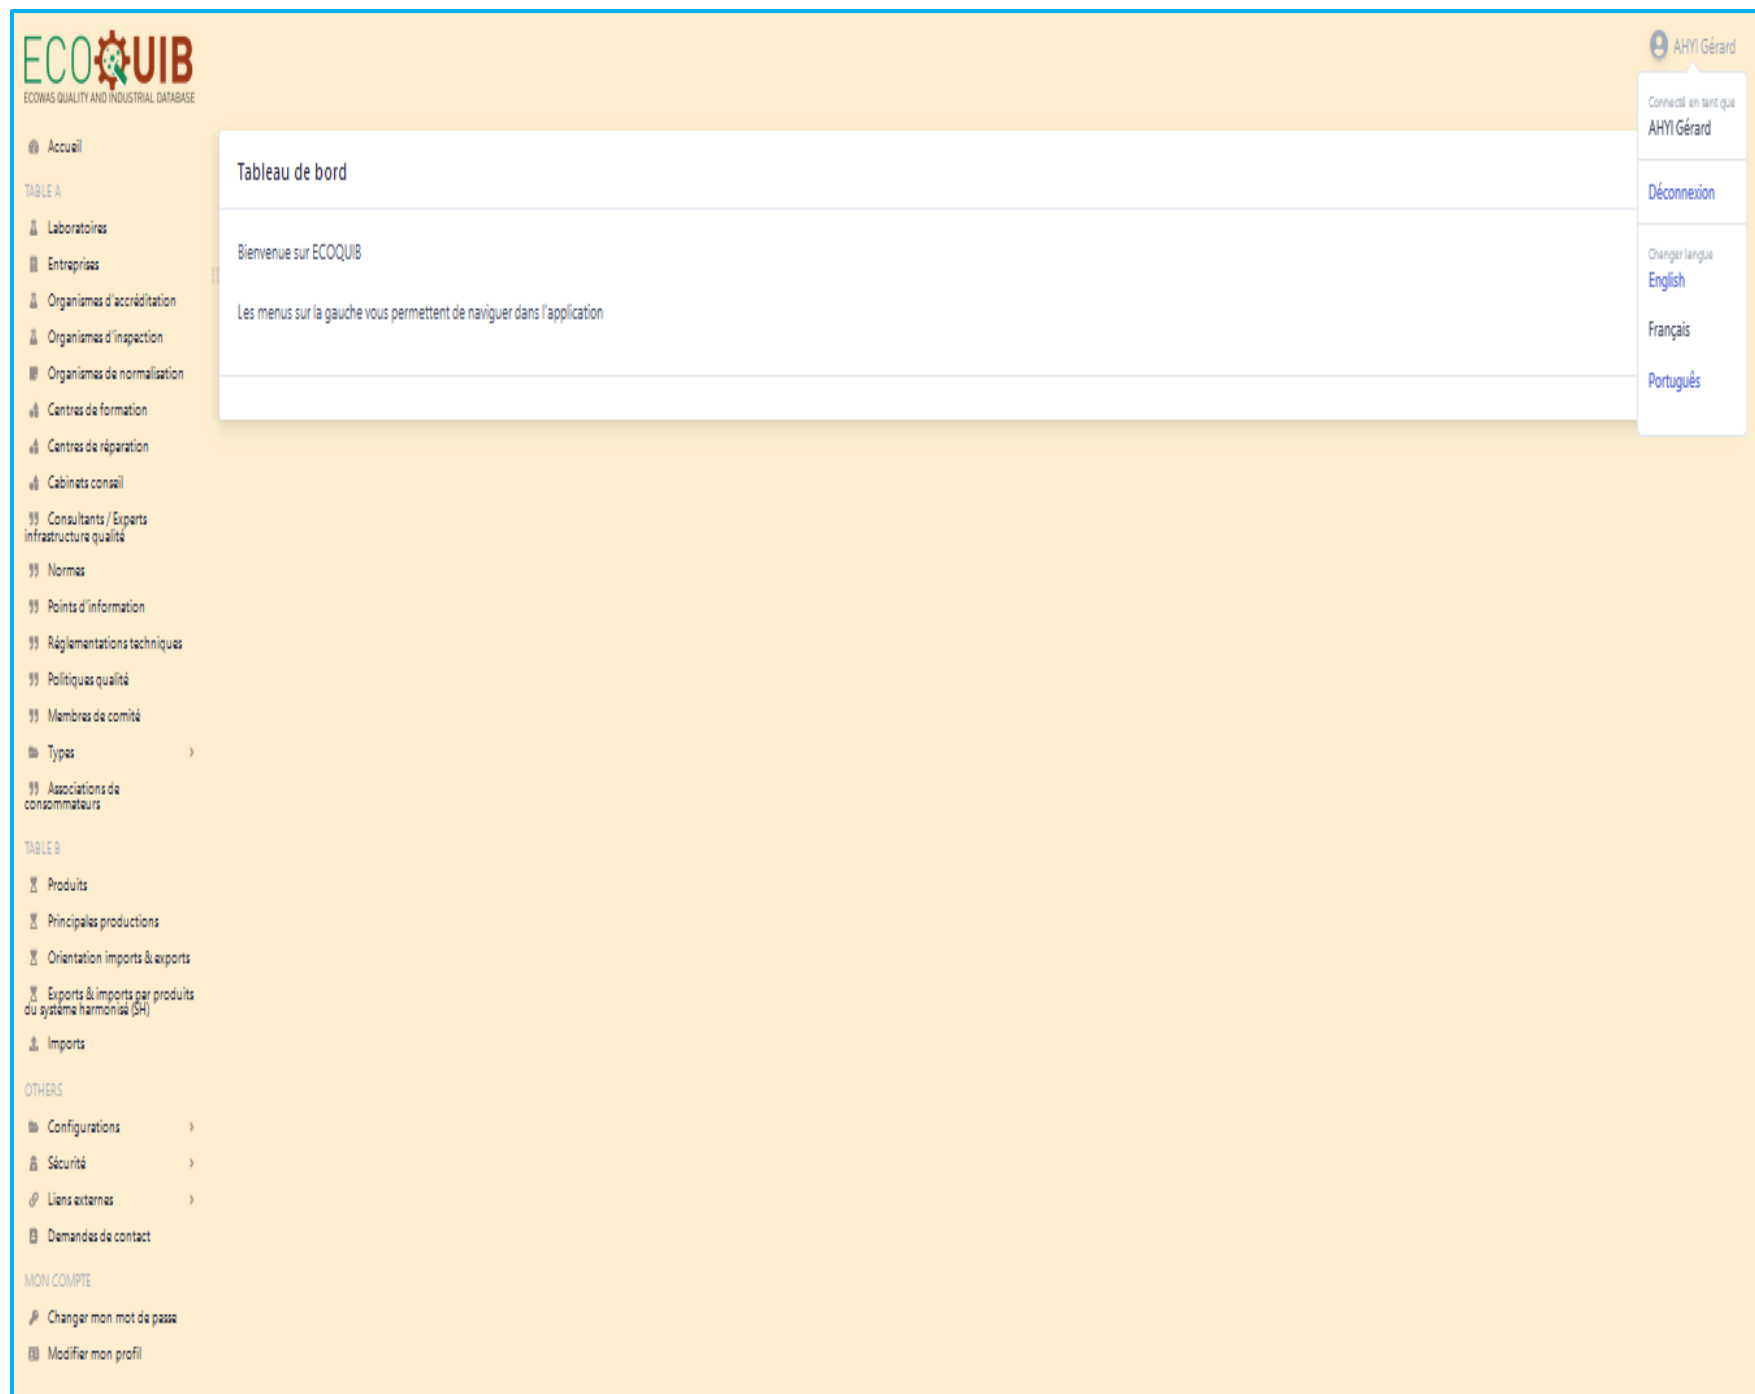 ECOQUIB
ECOWAS QUALITY AND INDUSTRIAL DATABASE
AHYI Gérard
Connecté en tant que
AHYI Gérard
Déconnexion
Changer langue
English
Français
Português
Accueil
TABLE A
Laboratoires
Entreprises
Organismes d'accréditation
Organismes d'inspection
Organismes de normalisation
Centres de formation
Centres de réparation
Cabinets conseil
Consultants / Experts
infrastructure qualité
Normes
Points d'information
Réglementations techniques
Politiques qualité
Membres de comité
Types
Associations de
consommateurs
TABLE B
Produits
Principales productions
Orientation imports & exports
Exports & imports par produits
du système harmonisé (SH)
Imports
OTHERS
Configurations
Sécurité
Liens externes
Demandes de contact
MON COMPTE
Changer mon mot de passe
Modifier mon profil
Tableau de bord
Bienvenue sur ECOQUIB
Les menus sur la gauche vous permettent de naviguer dans l'application